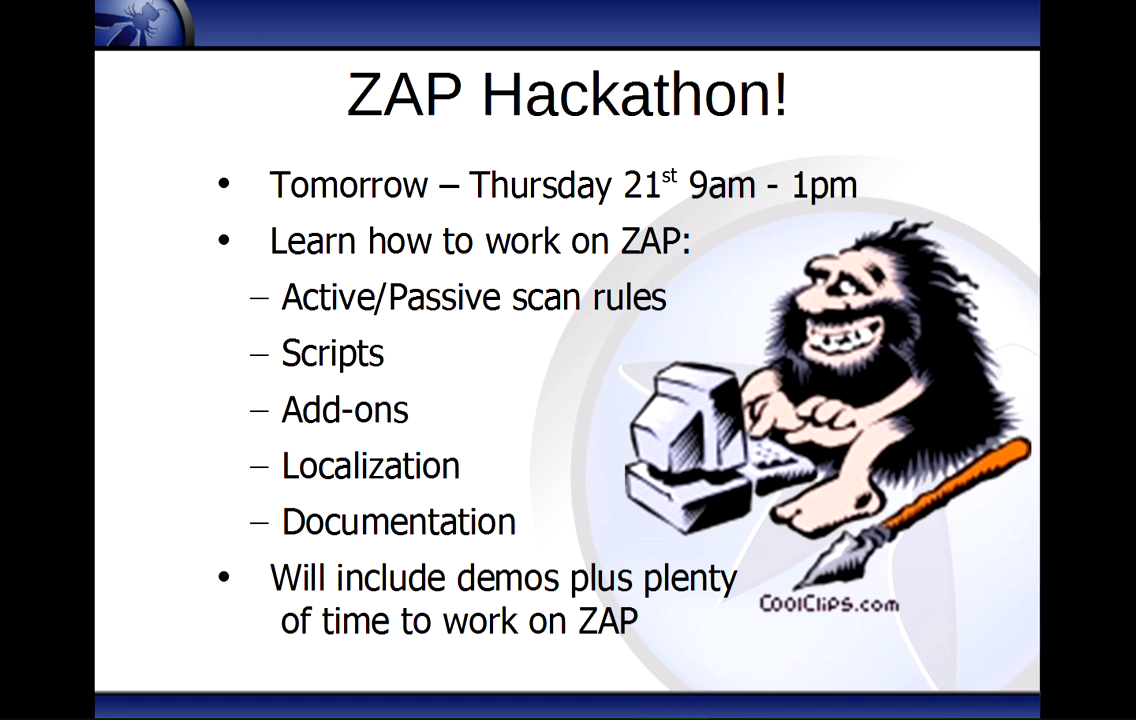 ZAP Hackathon!
• Tomorrow – Thursday 21st 9am - 1pm
• Learn how to work on ZAP:
– Active/Passive scan rules
– Scripts
– Add-ons
– Localization
– Documentation
• Will include demos plus plenty
of time to work on ZAP
CoolClips.com